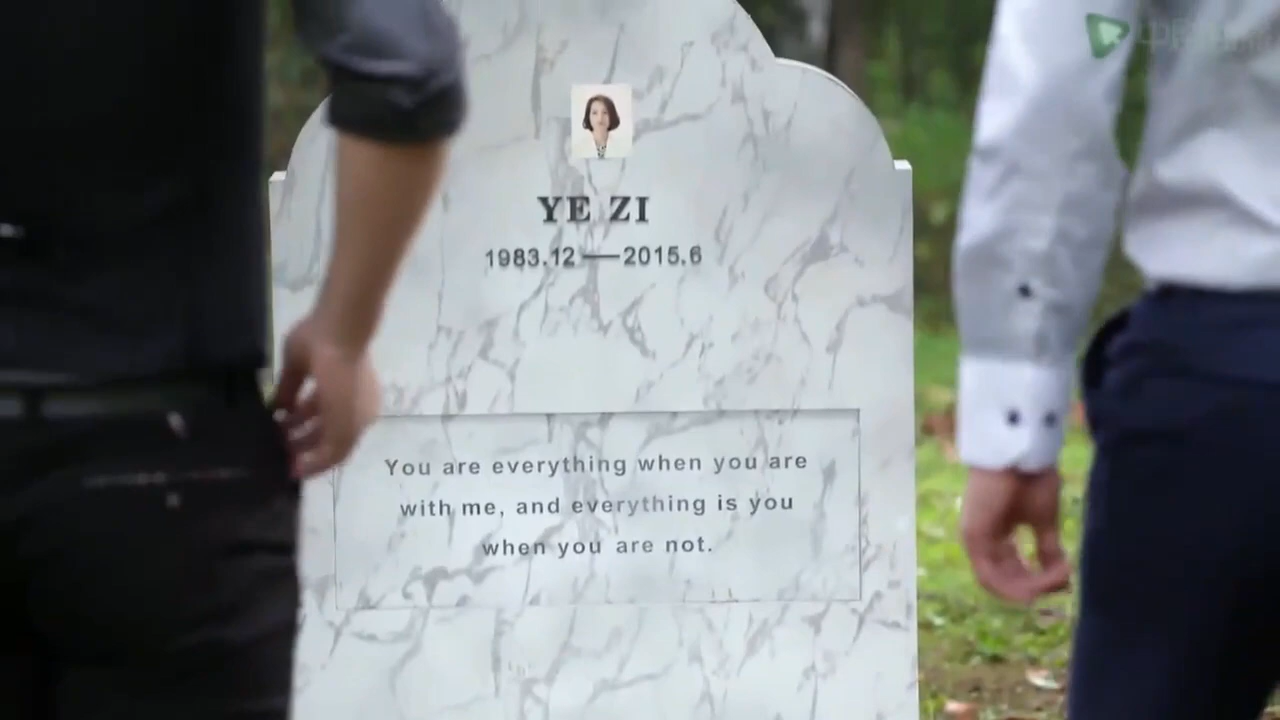 YE ZI
1983.12 — 2015.6
You are everything when you are
with me, and everything is you
when you are not.